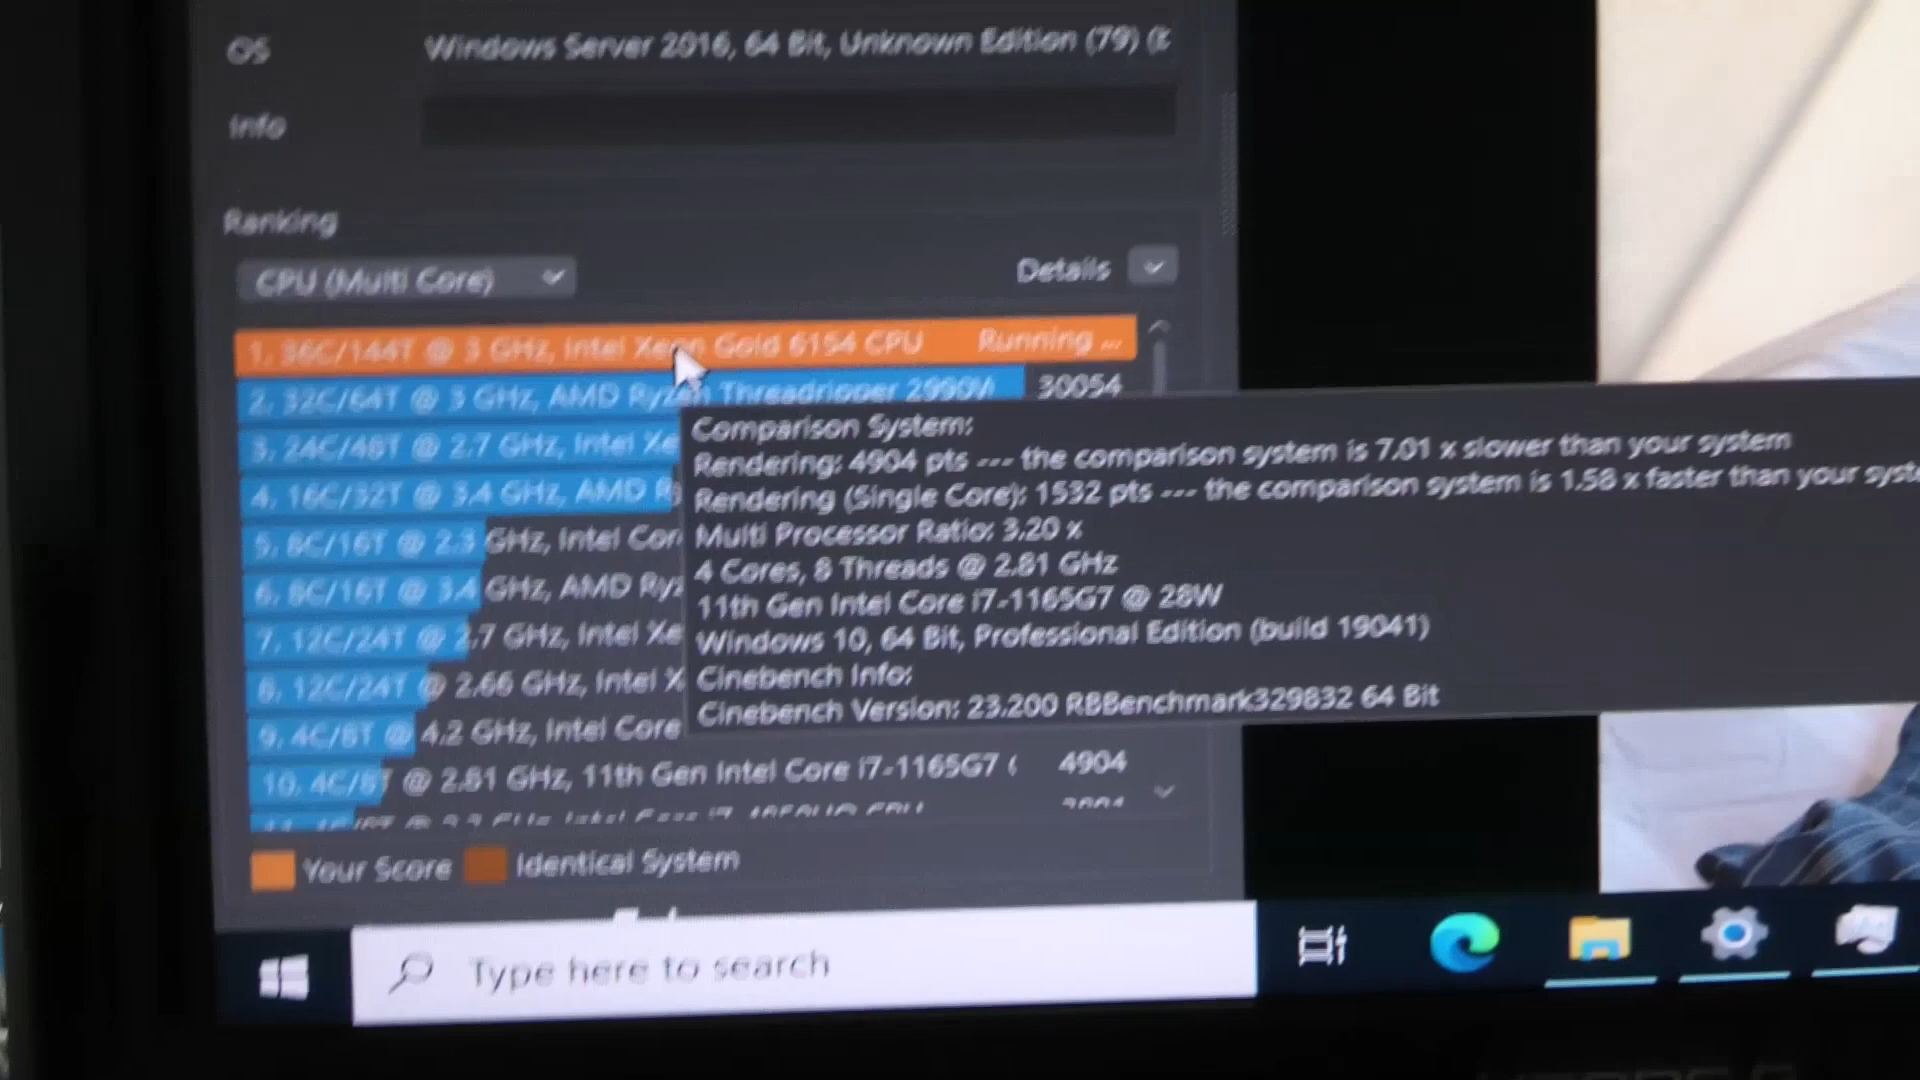 OS Windows Server 2016, 64 Bit, Unknown Edition (79) (
Info
Ranking
CPU (Multi Core) Details
1. 36C/144T @ 3 GHz, Intel Xeon Gold 6154 CPU Running ...
2. 32C/64T @ 3 GHz, AMD Ryzen Threadripper 2990W 30054
3. 24C/48T @ 2.7 GHz, Intel Xe
4. 16C/32T @ 3.4 GHz, AMD R
5. 8C/16T @ 2.3 GHz, Intel Cor
6. 8C/16T @ 3.4 GHz, AMD Ryz
7. 12C/24T @ 2.7 GHz, Intel Xe
8. 12C/24T @ 2.66 GHz, Intel X
9. 4C/8T @ 4.2 GHz, Intel Core
10. 4C/8T @ 2.81 GHz, 11th Gen Intel Core i7-1165G7 ( 4904
Comparison System:
Rendering: 4904 pts --- the comparison system is 7.01 x slower than your system
Rendering (Single Core): 1532 pts --- the comparison system is 1.58 x faster than your syste
Multi Processor Ratio: 3.20 x
4 Cores, 8 Threads @ 2.81 GHz
11th Gen Intel Core i7-1165G7 @ 28W
Windows 10, 64 Bit, Professional Edition (build 19041)
Cinebench Info:
Cinebench Version: 23.200 RBBenchmark329832 64 Bit
Your Score Identical System
Type here to search